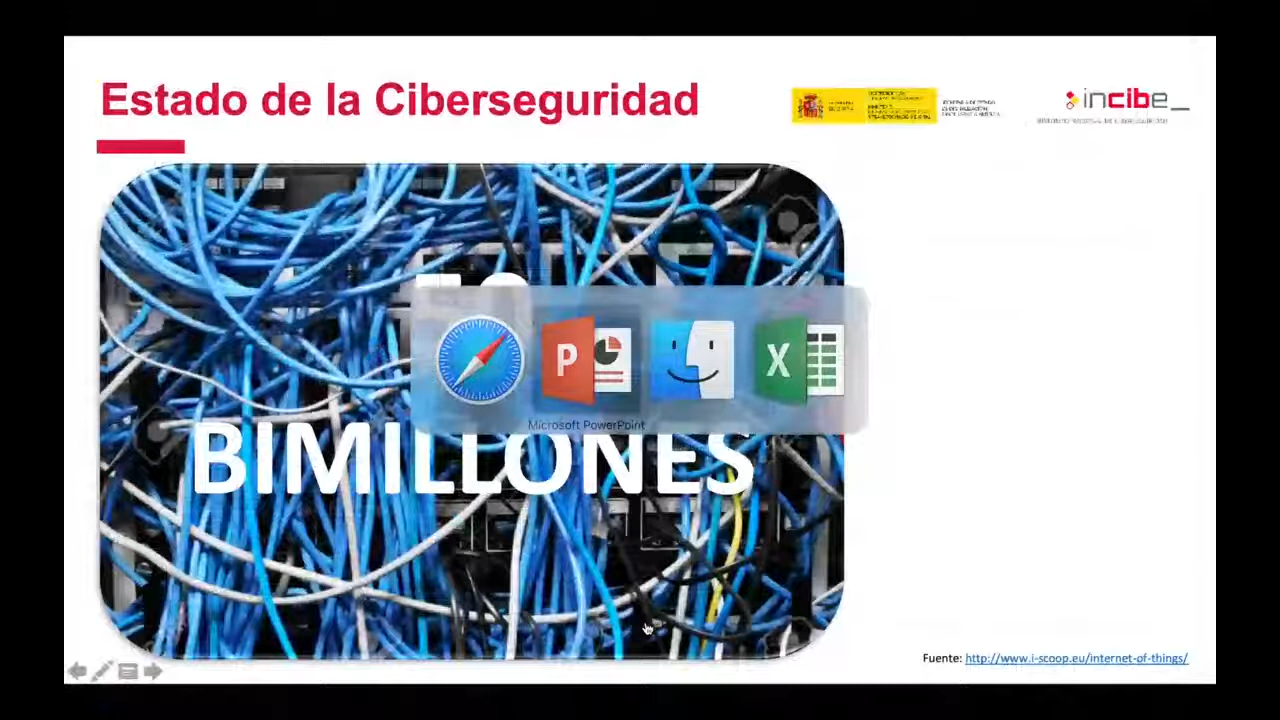 Estado de la Ciberseguridad
incibe_
P
X
Microsoft PowerPoint
BIMILLONES
Fuente: http://www.i-scoop.eu/internet-of-things/